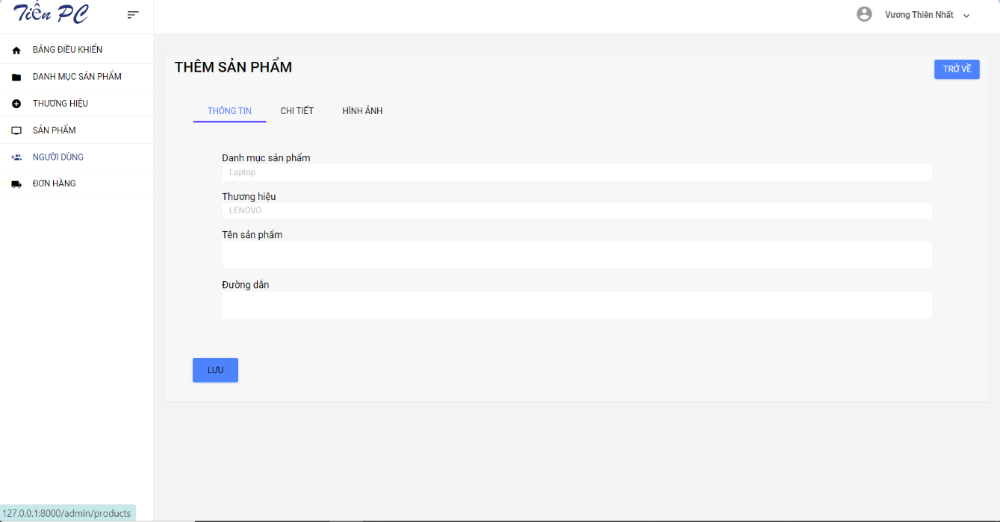 Tiến PC
Vương Thiên Nhất
BẢNG ĐIỀU KHIỂN
DANH MỤC SẢN PHẨM
THƯƠNG HIỆU
SẢN PHẨM
NGƯỜI DÙNG
ĐƠN HÀNG
THÊM SẢN PHẨM
TRỞ VỀ
THÔNG TIN CHI TIẾT HÌNH ẢNH
Danh mục sản phẩm
Laptop
Thương hiệu
LENOVO
Tên sản phẩm
Đường dẫn
LƯU
127.0.0.1:8000/admin/products